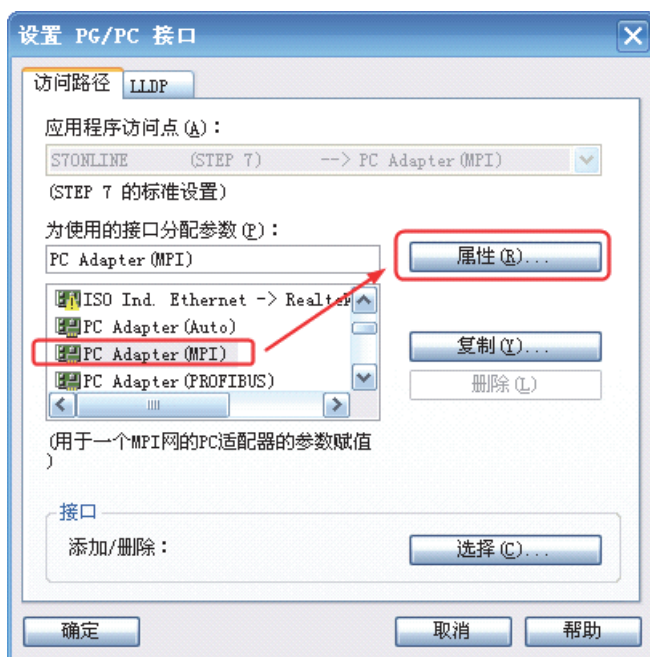 设置 PG/PC 接口
访问路径 LLDP
应用程序访问点(A):
S7ONLINE (STEP 7) --> PC Adapter(MPI)
(STEP 7 的标准设置)
为使用的接口分配参数(P):
PC Adapter(MPI)
属性(R)...
ISO Ind. Ethernet -> Realtek
PC Adapter(Auto)
PC Adapter(MPI)
PC Adapter(PROFIBUS)
复制(Y)...
删除(L)
(用于一个MPI网的PC适配器的参数赋值
)
接口
添加/删除:
选择(C)...
确定 取消 帮助